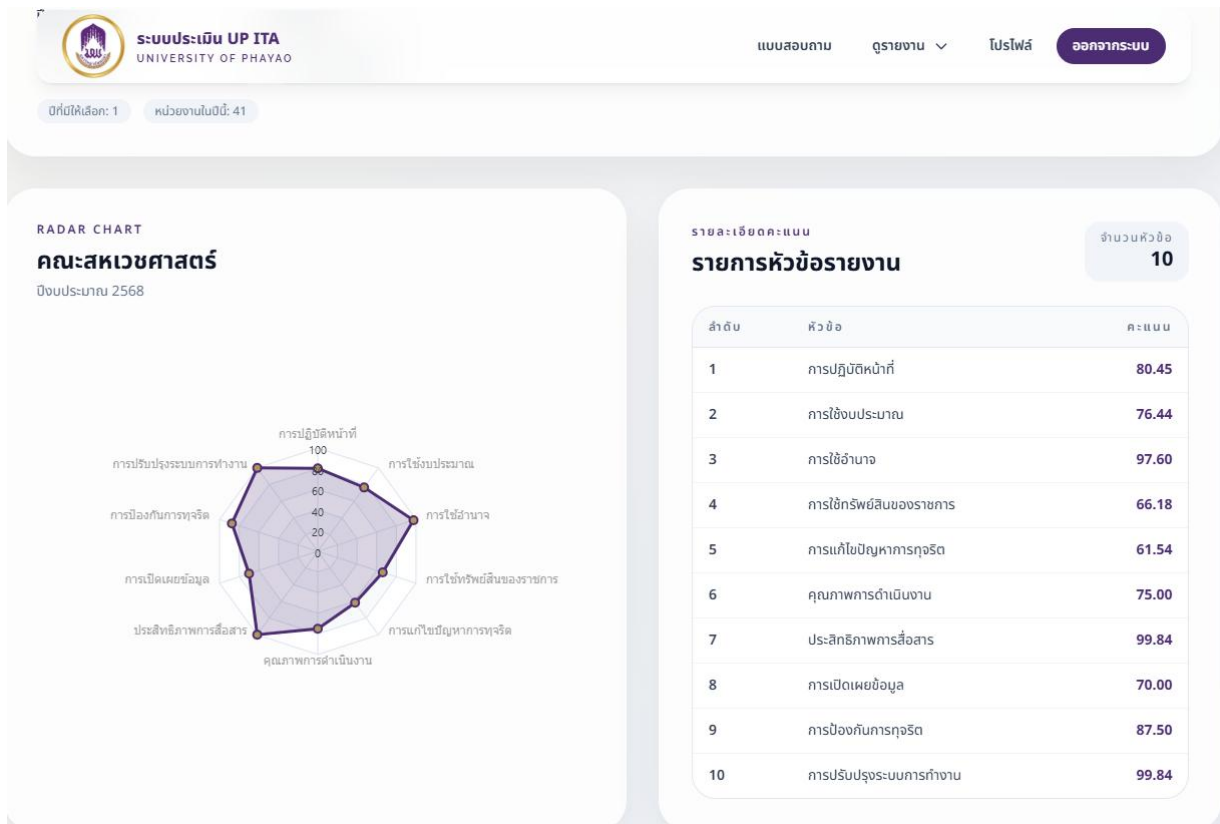 ระบบประเมิน UP ITA
UNIVERSITY OF PHAYAO
แบบสอบถาม
ดูรายงาน
โปรไฟล์
ออกจากระบบ
ปีที่มีให้เลือก: 1
หน่วยงานในปีนี้: 41
RADAR CHART
คณะสหเวชศาสตร์
ปีงบประมาณ 2568
การปฏิบัติหน้าที่
การใช้งบประมาณ
การใช้อำนาจ
การใช้ทรัพย์สินของราชการ
การแก้ไขปัญหาการทุจริต
คุณภาพการดำเนินงาน
ประสิทธิภาพการสื่อสาร
การเปิดเผยข้อมูล
การป้องกันการทุจริต
การปรับปรุงระบบการทำงาน
100
80
60
40
20
0
รายละเอียดคะแนน
รายการหัวข้อรายงาน
จำนวนหัวข้อ
10
ลำดับ หัวข้อ คะแนน
1 การปฏิบัติหน้าที่ 80.45
2 การใช้งบประมาณ 76.44
3 การใช้อำนาจ 97.60
4 การใช้ทรัพย์สินของราชการ 66.18
5 การแก้ไขปัญหาการทุจริต 61.54
6 คุณภาพการดำเนินงาน 75.00
7 ประสิทธิภาพการสื่อสาร 99.84
8 การเปิดเผยข้อมูล 70.00
9 การป้องกันการทุจริต 87.50
10 การปรับปรุงระบบการทำงาน 99.84